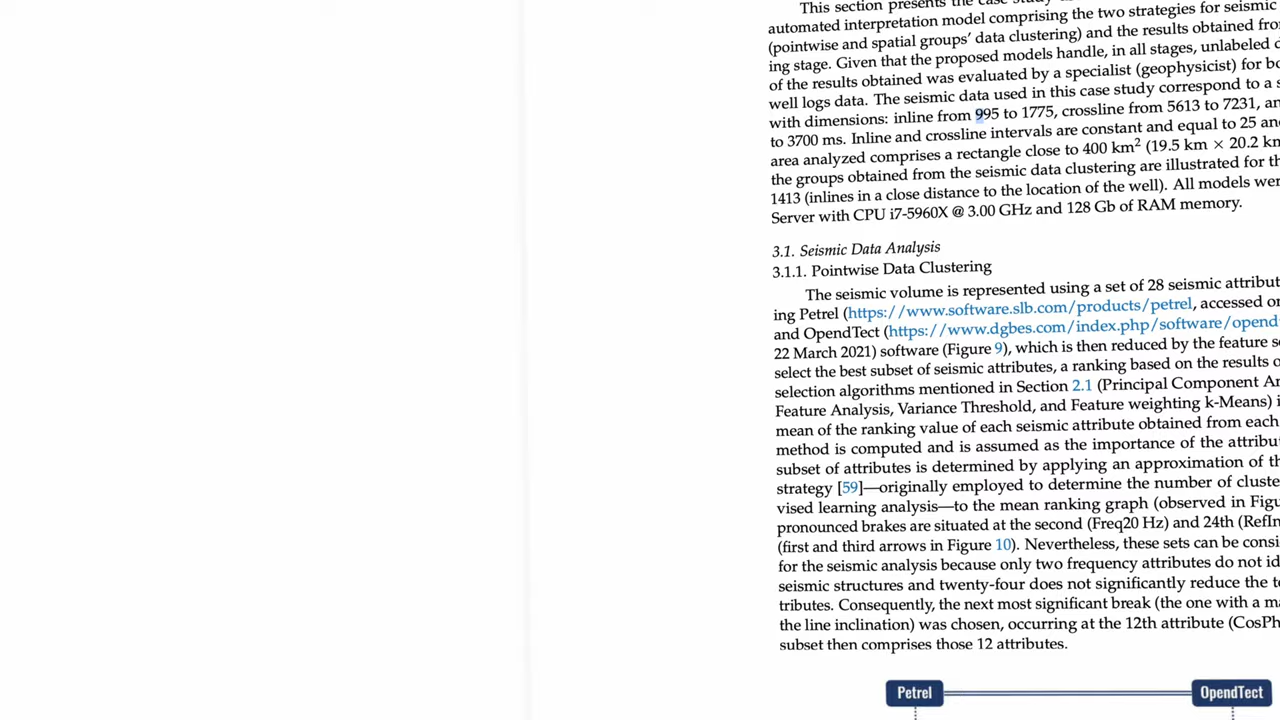 This section presents the case study
automated interpretation model comprising the two strategies for seismic
(pointwise and spatial groups' data clustering) and the results obtained fro
ing stage. Given that the proposed models handle, in all stages, unlabeled d
of the results obtained was evaluated by a specialist (geophysicist) for bo
well logs data. The seismic data used in this case study correspond to a s
with dimensions: inline from 995 to 1775, crossline from 5613 to 7231, an
to 3700 ms. Inline and crossline intervals are constant and equal to 25 an
area analyzed comprises a rectangle close to 400 km² (19.5 km × 20.2 km
the groups obtained from the seismic data clustering are illustrated for th
1413 (inlines in a close distance to the location of the well). All models wer
Server with CPU i7-5960X @ 3.00 GHz and 128 Gb of RAM memory.
3.1. Seismic Data Analysis
3.1.1. Pointwise Data Clustering
The seismic volume is represented using a set of 28 seismic attribut
ing Petrel (https://www.software.slb.com/products/petrel, accessed on
and OpendTect (https://www.dgbes.com/index.php/software/opend
22 March 2021) software (Figure 9), which is then reduced by the feature s
select the best subset of seismic attributes, a ranking based on the results o
selection algorithms mentioned in Section 2.1 (Principal Component An
Feature Analysis, Variance Threshold, and Feature weighting k-Means) i
mean of the ranking value of each seismic attribute obtained from each
method is computed and is assumed as the importance of the attribut
subset of attributes is determined by applying an approximation of th
strategy [59]—originally employed to determine the number of cluste
vised learning analysis—to the mean ranking graph (observed in Figu
pronounced brakes are situated at the second (Freq20 Hz) and 24th (RefIn
(first and third arrows in Figure 10). Nevertheless, these sets can be consi
for the seismic analysis because only two frequency attributes do not id
seismic structures and twenty-four does not significantly reduce the to
tributes. Consequently, the next most significant break (the one with a ma
the line inclination) was chosen, occurring at the 12th attribute (CosPh
subset then comprises those 12 attributes.
Petrel
OpendTect